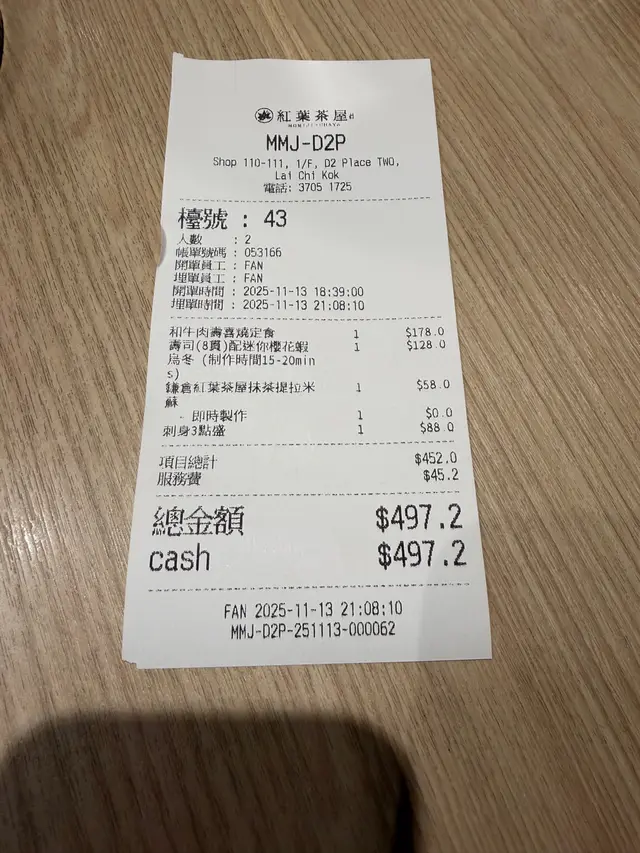 紅葉茶屋
MOMIJI CHAYA
MMJ-D2P
Shop 110-111, 1/F, D2 Place TWO,
Lai Chi Kok
電話: 3705 1725
檯號 : 43
人數 : 2
帳單號碼 : 053166
開單員工 : FAN
埋單員工 : FAN
開單時間 : 2025-11-13 18:39:00
埋單時間 : 2025-11-13 21:08:10
和牛肉壽喜燒定食 1 $178.0
壽司(8貫)配迷你櫻花蝦 1 $128.0
烏冬 (制作時間15-20min
s)
鎌倉紅葉茶屋抹茶提拉米 1 $58.0
蘇
- 即時製作 1 $0.0
刺身3點盛 1 $88.0
項目總計 $452.0
服務費 $45.2
總金額 $497.2
cash $497.2
FAN 2025-11-13 21:08:10
MMJ-D2P-251113-000062